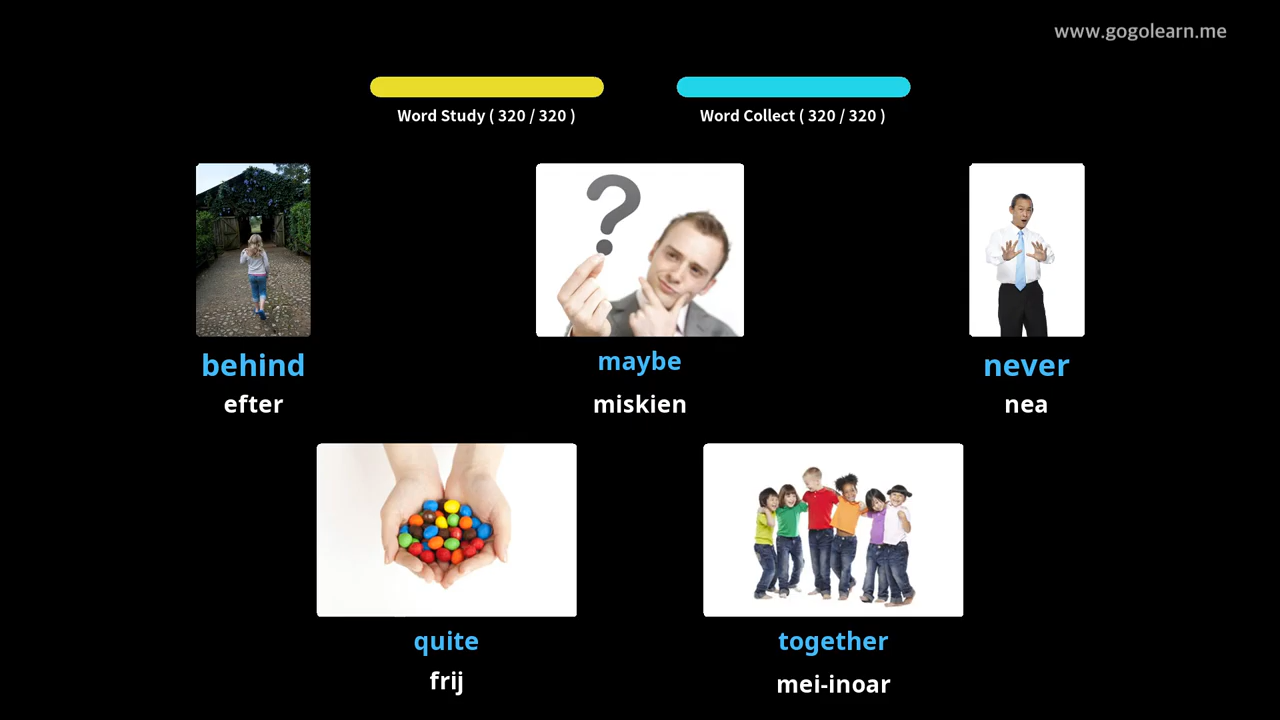 www.gogolearn.me
Word Study ( 320 / 320 )
Word Collect ( 320 / 320 )
behind
maybe
never
efter
miskien
nea
quite
together
frij
mei-inoar